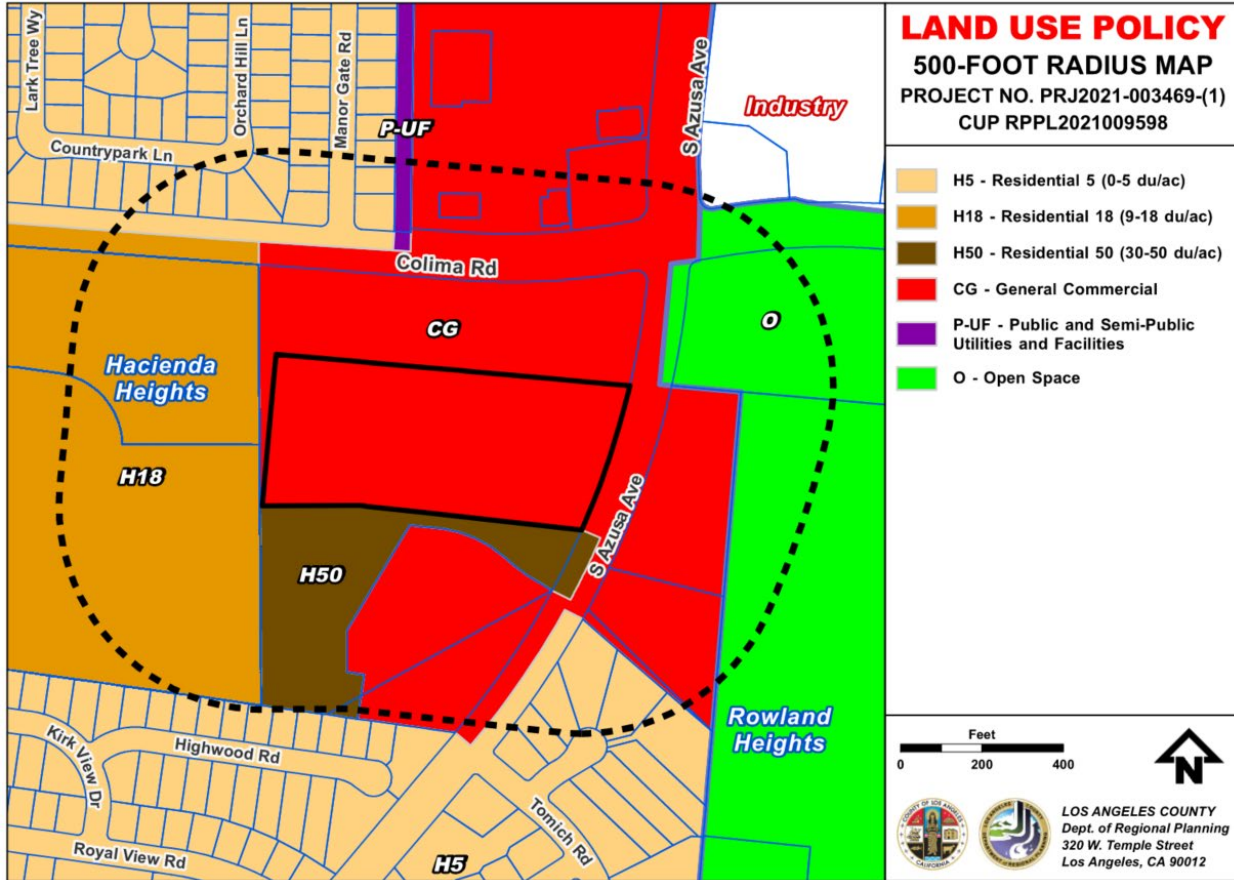 LAND USE POLICY
500-FOOT RADIUS MAP
PROJECT NO. PRJ2021-003469-(1)
CUP RPPL2021009598
H5 - Residential 5 (0-5 du/ac)
H18 - Residential 18 (9-18 du/ac)
H50 - Residential 50 (30-50 du/ac)
CG - General Commercial
P-UF - Public and Semi-Public
Utilities and Facilities
O - Open Space
Lark Tree Wy
Orchard Hill Ln
Manor Gate Rd
P-UF
S Azusa Ave
Industry
Countrypark Ln
Colima Rd
CG
O
Hacienda
Heights
H18
S Azusa Ave
H50
Rowland
Heights
Kirk View Dr
Highwood Rd
Tomich Rd
Royal View Rd
H5
Feet
0 200 400
N
LOS ANGELES COUNTY
Dept. of Regional Planning
320 W. Temple Street
Los Angeles, CA 90012